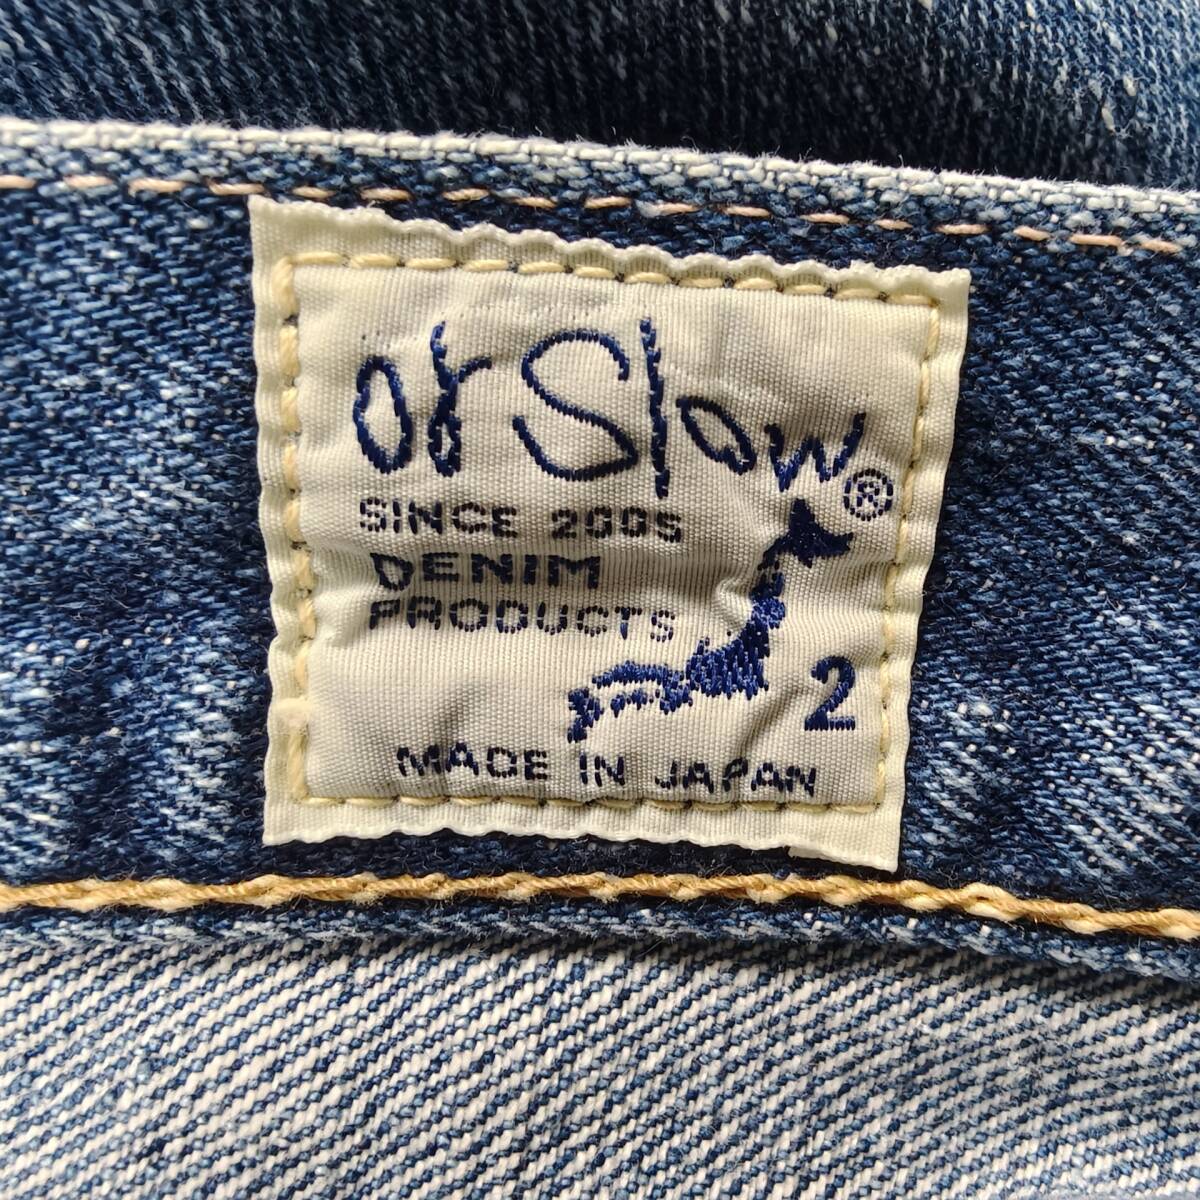 orSlow®
SINCE 2005
DENIM
PRODUCTS
2
MADE IN JAPAN